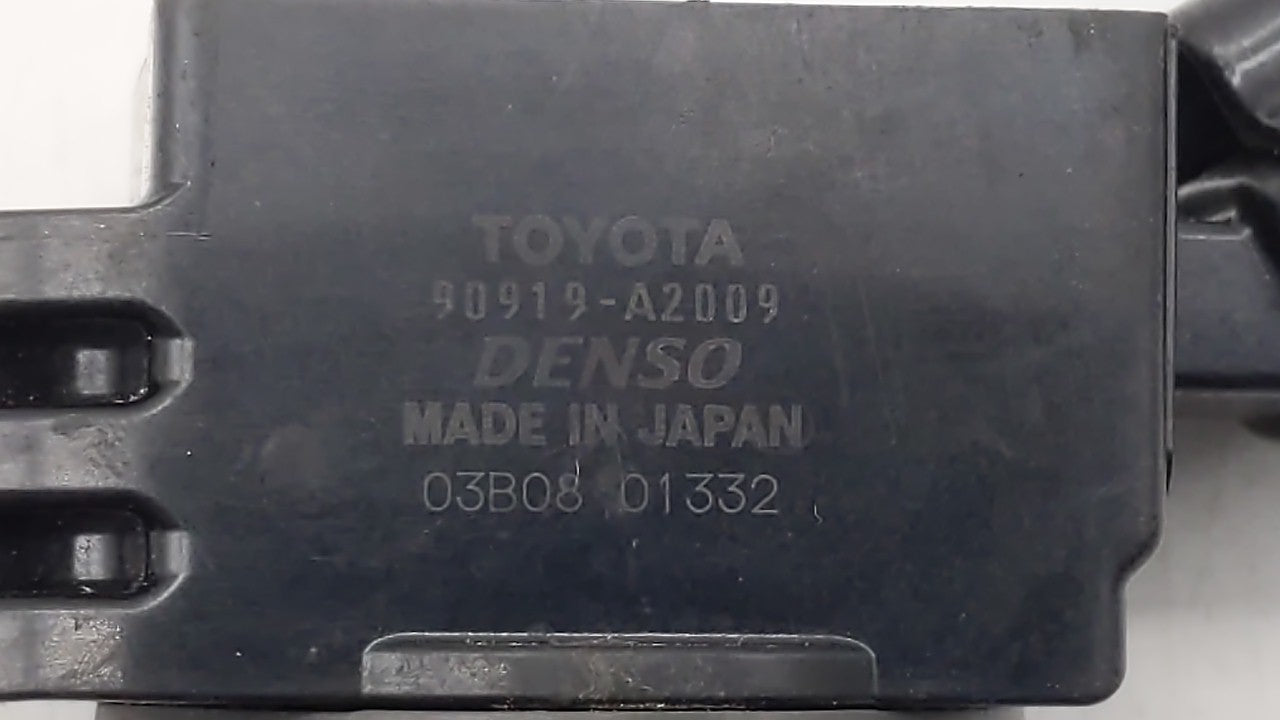 TOYOTA
90919-A2009
DENSO
MADE IN JAPAN
03B08 01332